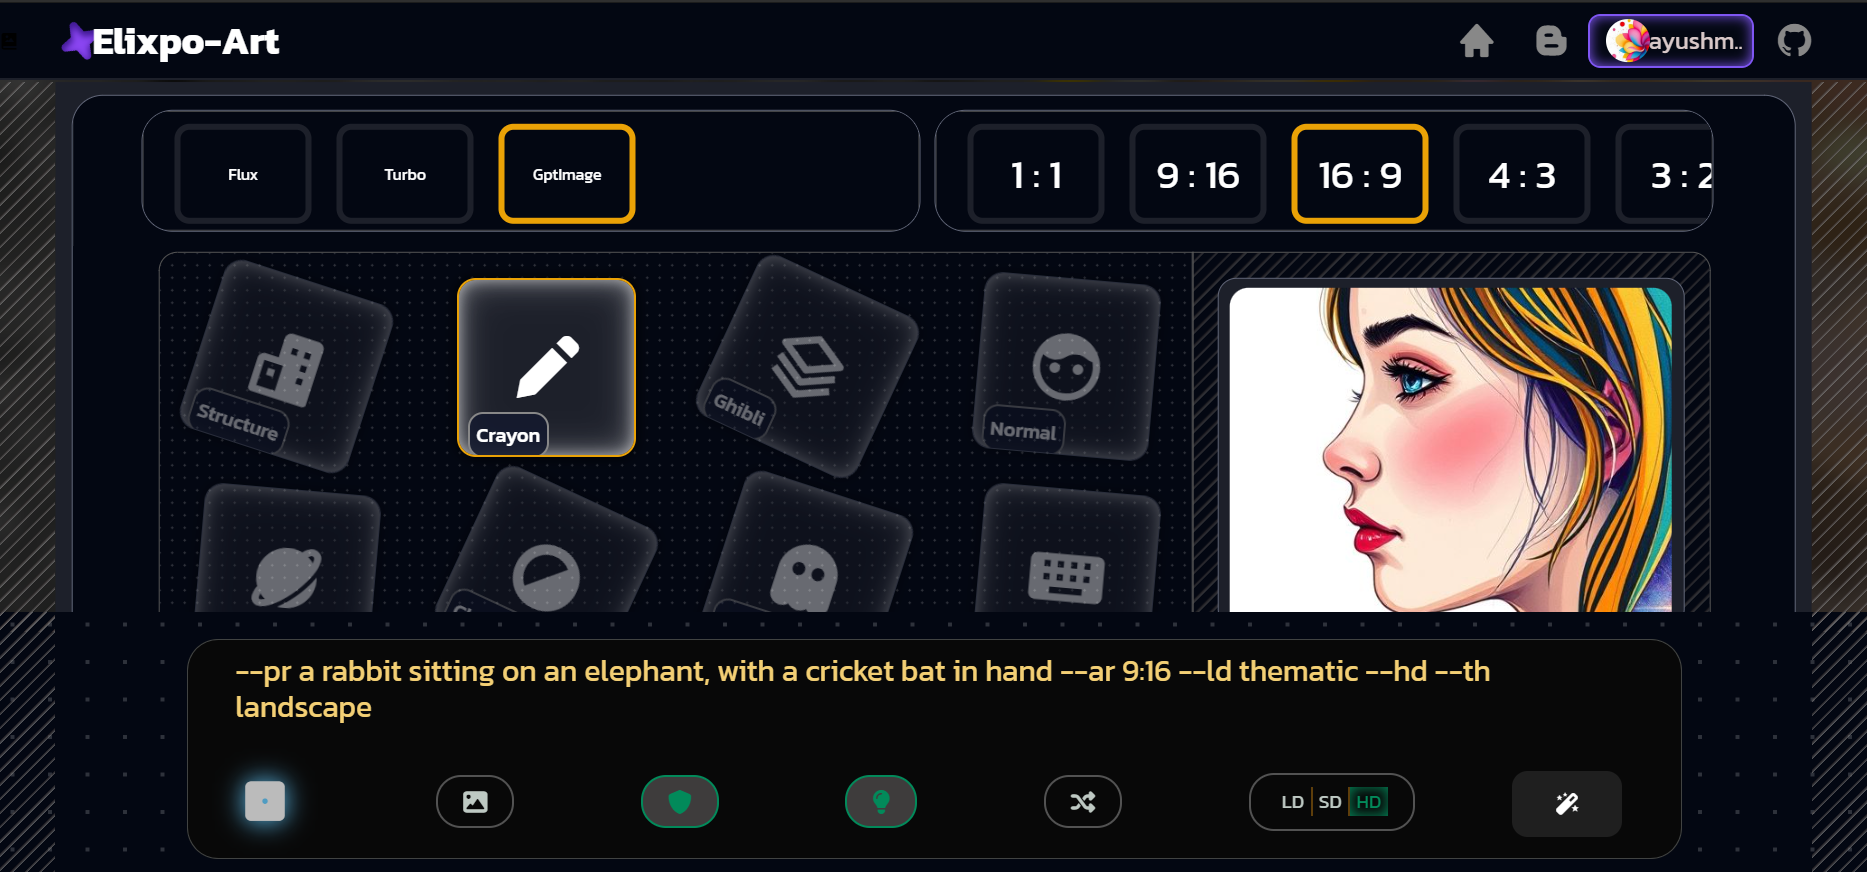 Elixpo-Art
ayushm..
Flux
Turbo
GptImage
1 : 1
9 : 16
16 : 9
4 : 3
3 : 2
Structure
Crayon
Ghibli
Normal
--pr a rabbit sitting on an elephant, with a cricket bat in hand --ar 9:16 --ld thematic --hd --th
landscape
LD
SD
HD